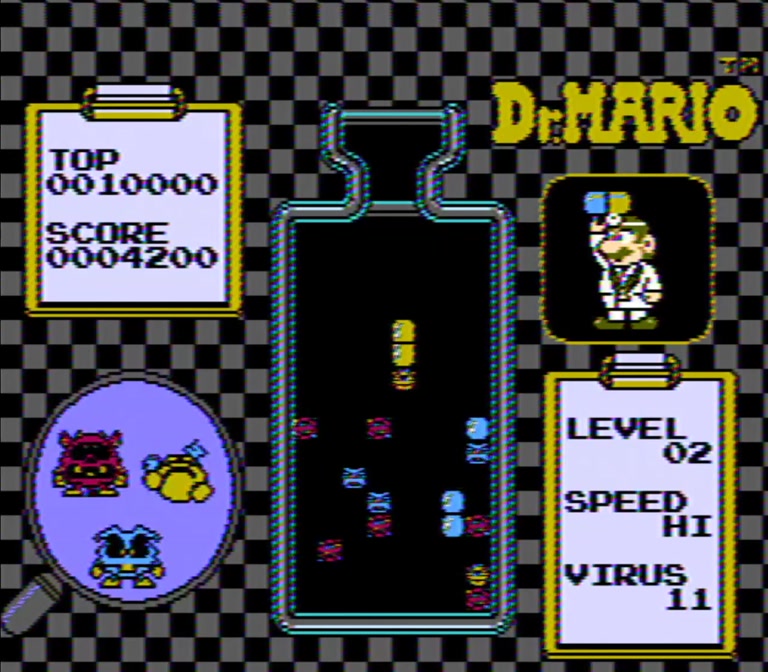 TM
Dr. MARIO
TOP
0010000
SCORE
0004200
LEVEL
02
SPEED
HI
VIRUS
11